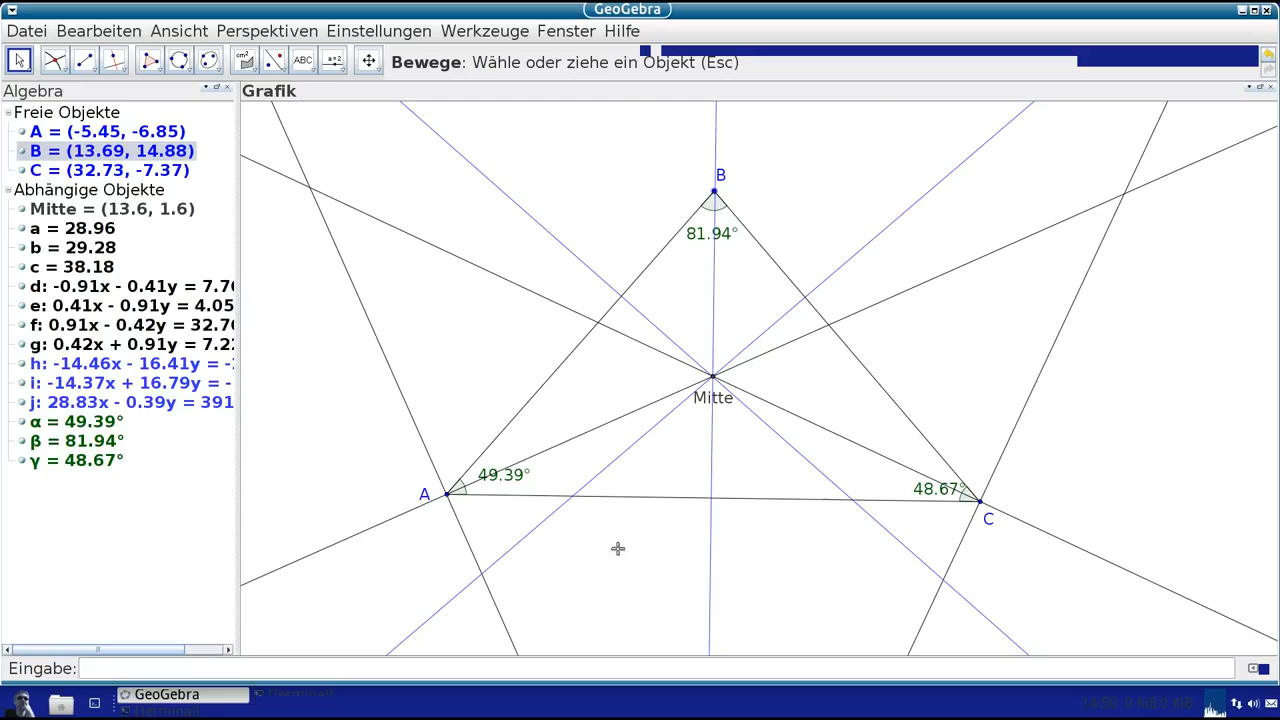 GeoGebra
Datei Bearbeiten Ansicht Perspektiven Einstellungen Werkzeuge Fenster Hilfe
cm² ABC a=2 Bewege: Wähle oder ziehe ein Objekt (Esc)
Algebra
Grafik
Freie Objekte
A = (-5.45, -6.85)
B = (13.69, 14.88)
C = (32.73, -7.37)
Abhängige Objekte
Mitte = (13.6, 1.6)
a = 28.96
b = 29.28
c = 38.18
d: -0.91x - 0.41y = 7.7
e: 0.41x - 0.91y = 4.05
f: 0.91x - 0.42y = 32.7
g: 0.42x + 0.91y = 7.2
h: -14.46x - 16.41y = -
i: -14.37x + 16.79y = -
j: 28.83x - 0.39y = 391
α = 49.39°
β = 81.94°
γ = 48.67°
B
81.94°
Mitte
A
49.39°
48.67°
C
Eingabe:
GeoGebra